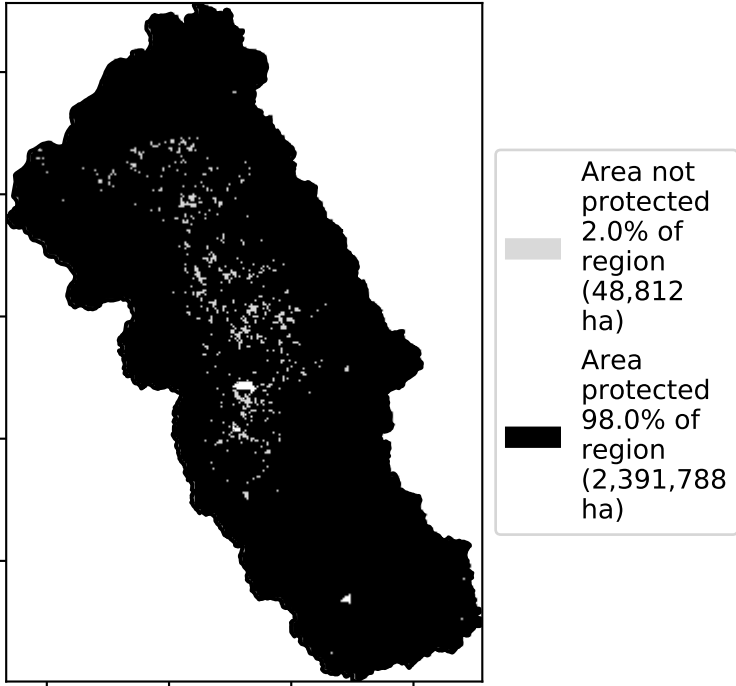 Area not
protected
2.0% of
region
(48,812
ha)
Area
protected
98.0% of
region
(2,391,788
ha)